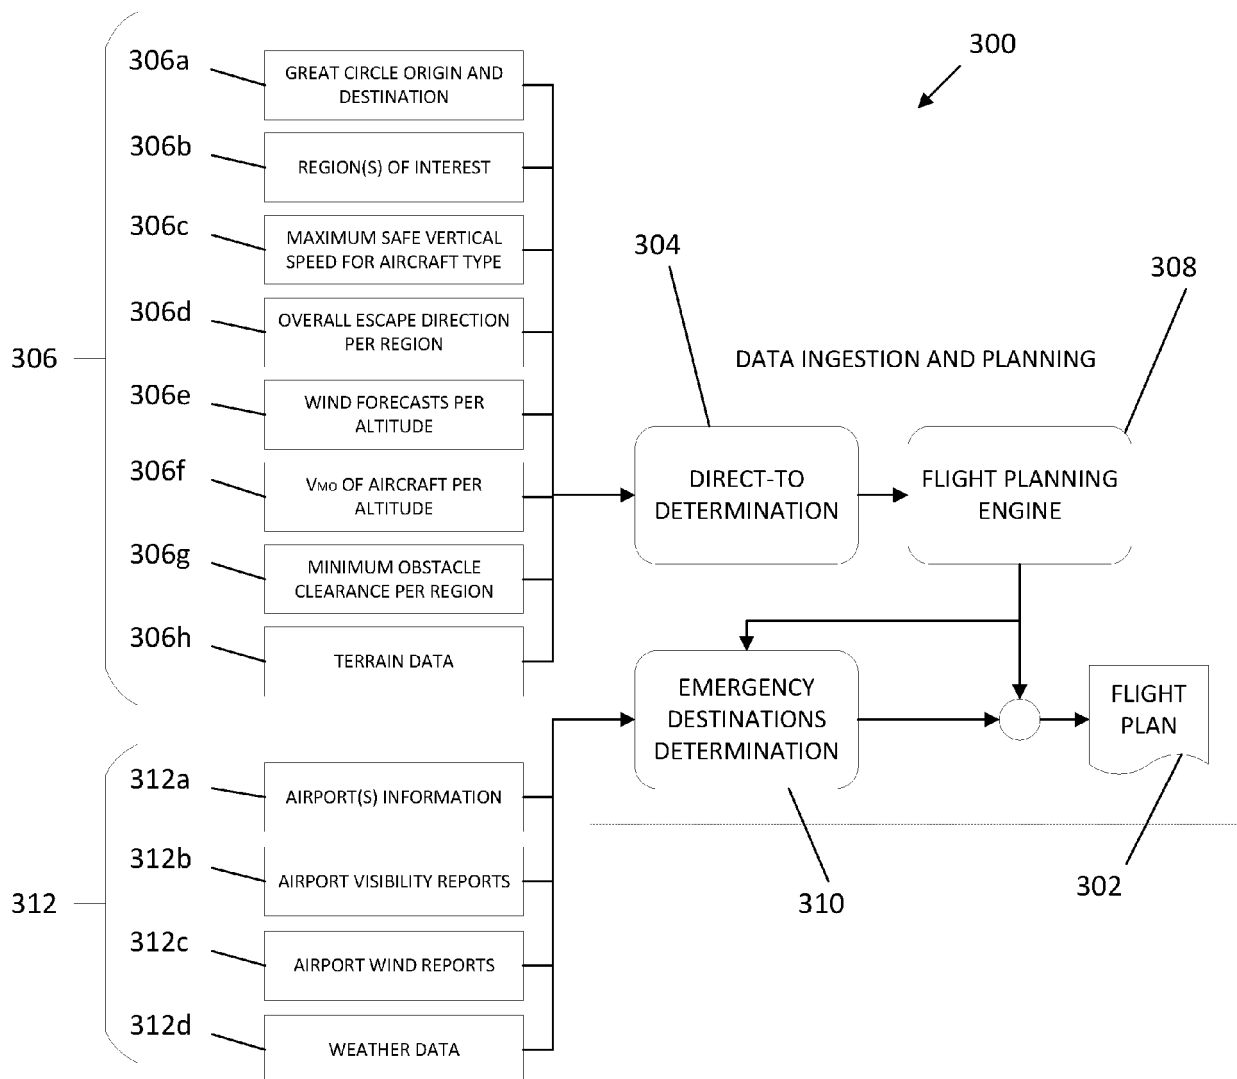 300
306
306a
GREAT CIRCLE ORIGIN AND
DESTINATION
306b
REGION(S) OF INTEREST
306c
MAXIMUM SAFE VERTICAL
SPEED FOR AIRCRAFT TYPE
306d
OVERALL ESCAPE DIRECTION
PER REGION
306e
WIND FORECASTS PER
ALTITUDE
306f
VMO OF AIRCRAFT PER
ALTITUDE
306g
MINIMUM OBSTACLE
CLEARANCE PER REGION
306h
TERRAIN DATA
304
308
DATA INGESTION AND PLANNING
DIRECT-TO
DETERMINATION
FLIGHT PLANNING
ENGINE
EMERGENCY
DESTINATIONS
DETERMINATION
FLIGHT
PLAN
310
302
312
312a
AIRPORT(S) INFORMATION
312b
AIRPORT VISIBILITY REPORTS
312c
AIRPORT WIND REPORTS
312d
WEATHER DATA